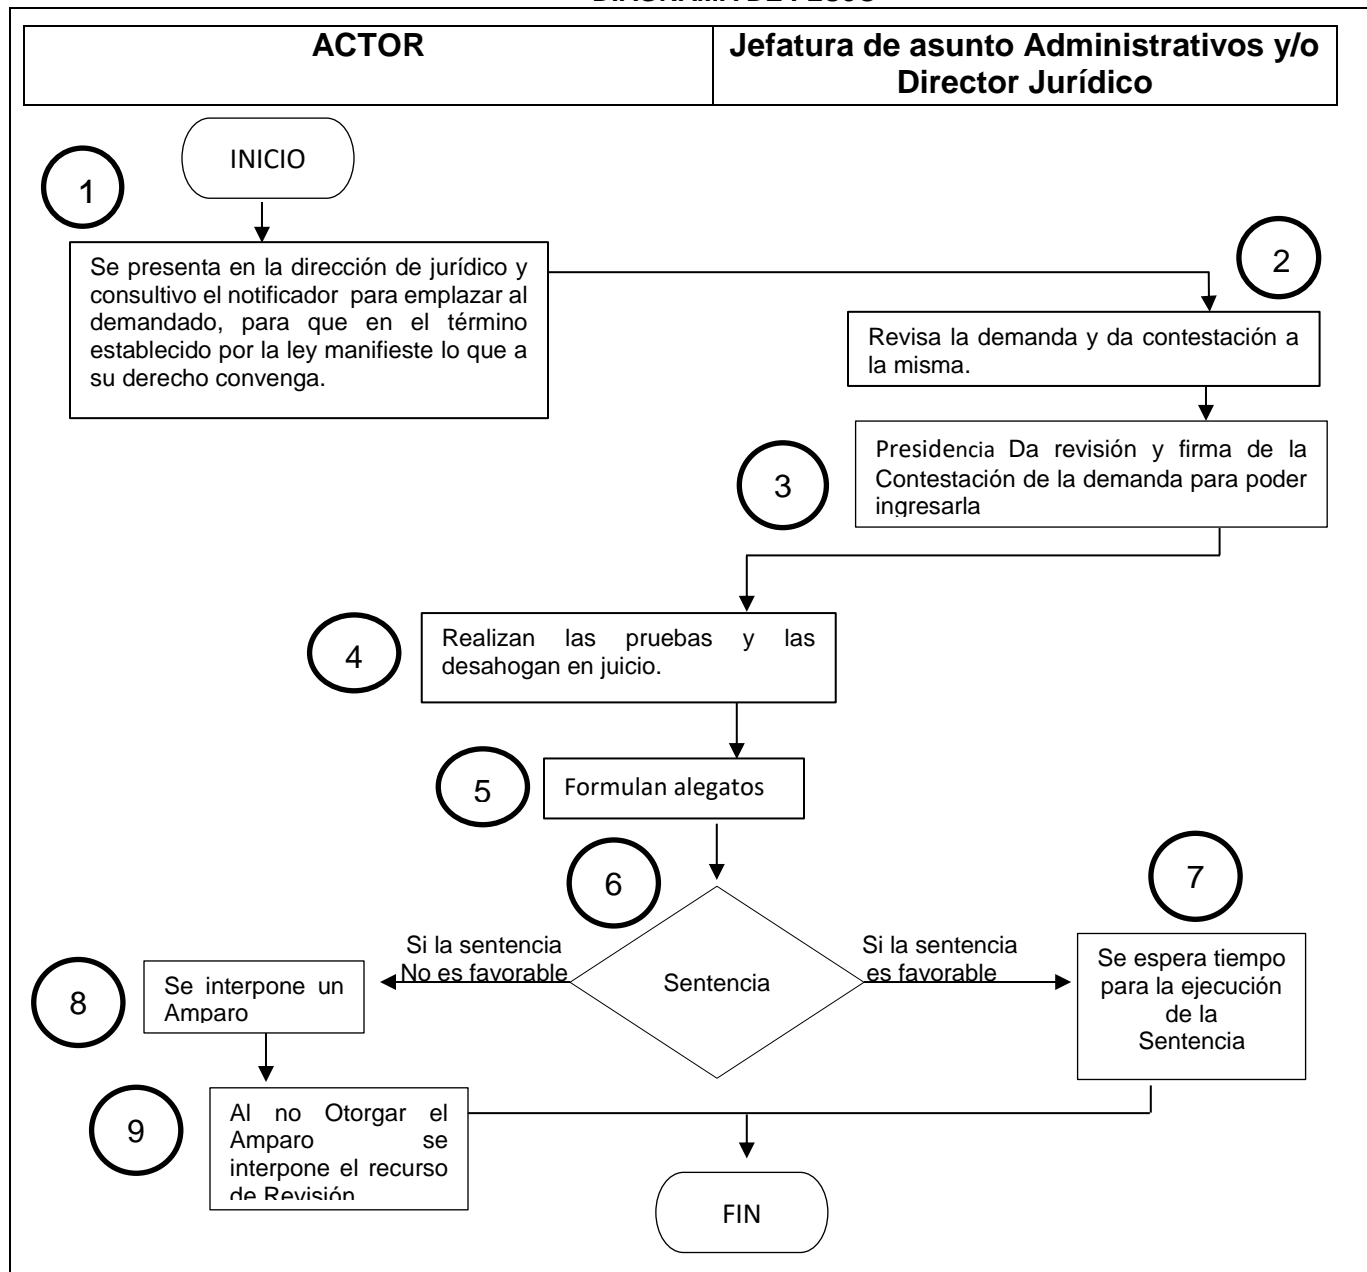 ACTOR
Jefatura de asunto Administrativos y/o
Director Jurídico
INICIO
1
Se presenta en la dirección de jurídico y
consultivo el notificador para emplazar al
demandado, para que en el término
establecido por la ley manifieste lo que a
su derecho convenga.
2
Revisa la demanda y da contestación a
la misma.
3
Presidencia Da revisión y firma de la
Contestación de la demanda para poder
ingresarla
4
Realizan las pruebas y las
desahogan en juicio.
5
Formulan alegatos
6
Sentencia
Si la sentencia
es favorable
7
Se espera tiempo
para la ejecución
de la
Sentencia
Si la sentencia
No es favorable
8
Se interpone un
Amparo
9
Al no Otorgar el
Amparo se
interpone el recurso
de Revisión
FIN